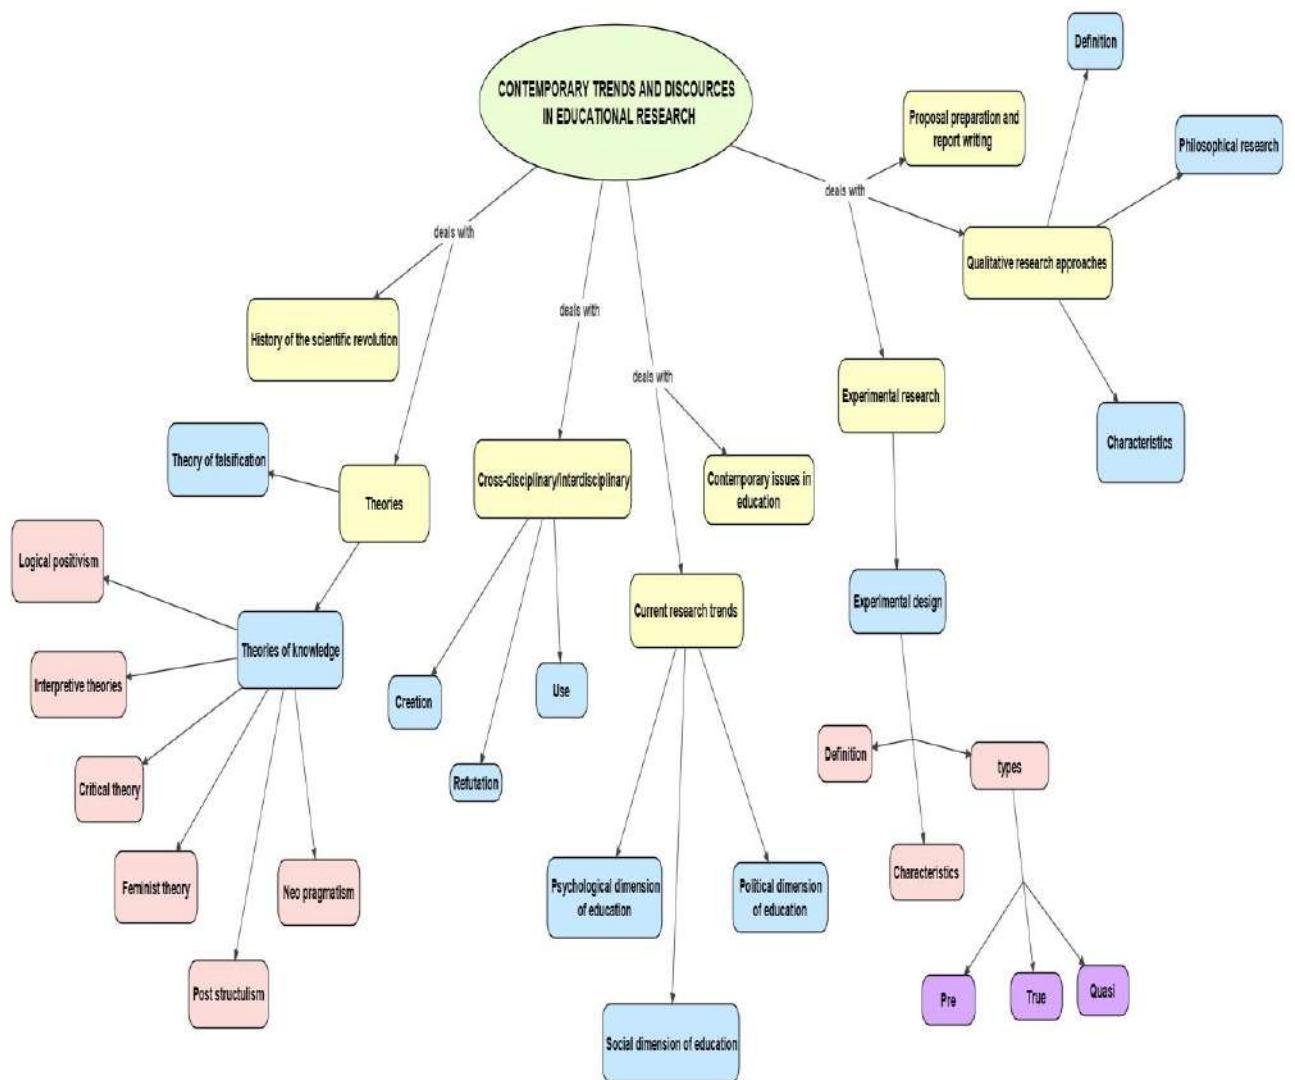 CONTEMPORARY TRENDS AND DISCOURCES
IN EDUCATIONAL RESEARCH
deals with
History of the scientific revolution
Theories
Theory of falsification
Theories of knowledge
Logical positivism
Interpretive theories
Critical theory
Feminist theory
Post structulism
Neo pragmatism
deals with
Cross-disciplinary/Interdisciplinary
Creation
Refutation
Use
deals with
Contemporary issues in
education
Current research trends
Psychological dimension
of education
Social dimension of education
Political dimension
of education
deals with
Proposal preparation and
report writing
Experimental research
Experimental design
Definition
Characteristics
types
Pre
True
Quasi
Qualitative research approaches
Definition
Philosophical research
Characteristics